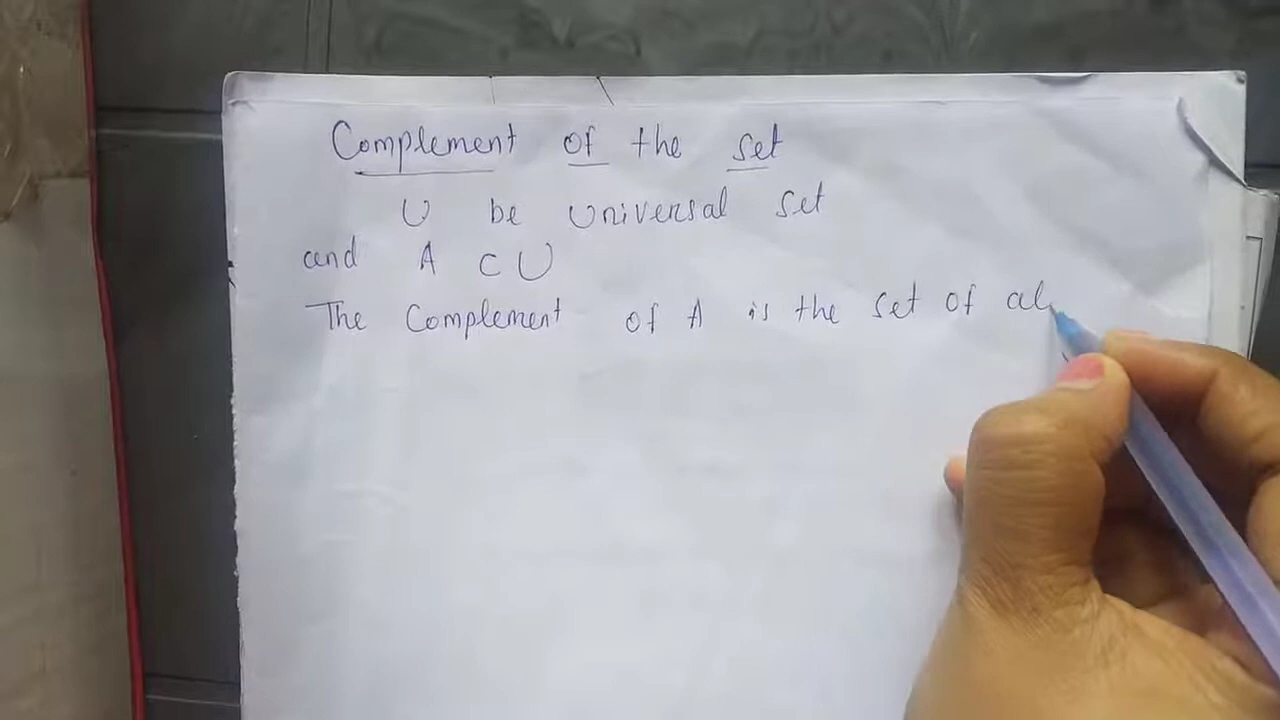 Complement of the set
U be Universal Set
and A ⊂ U
The Complement of A is the set of al